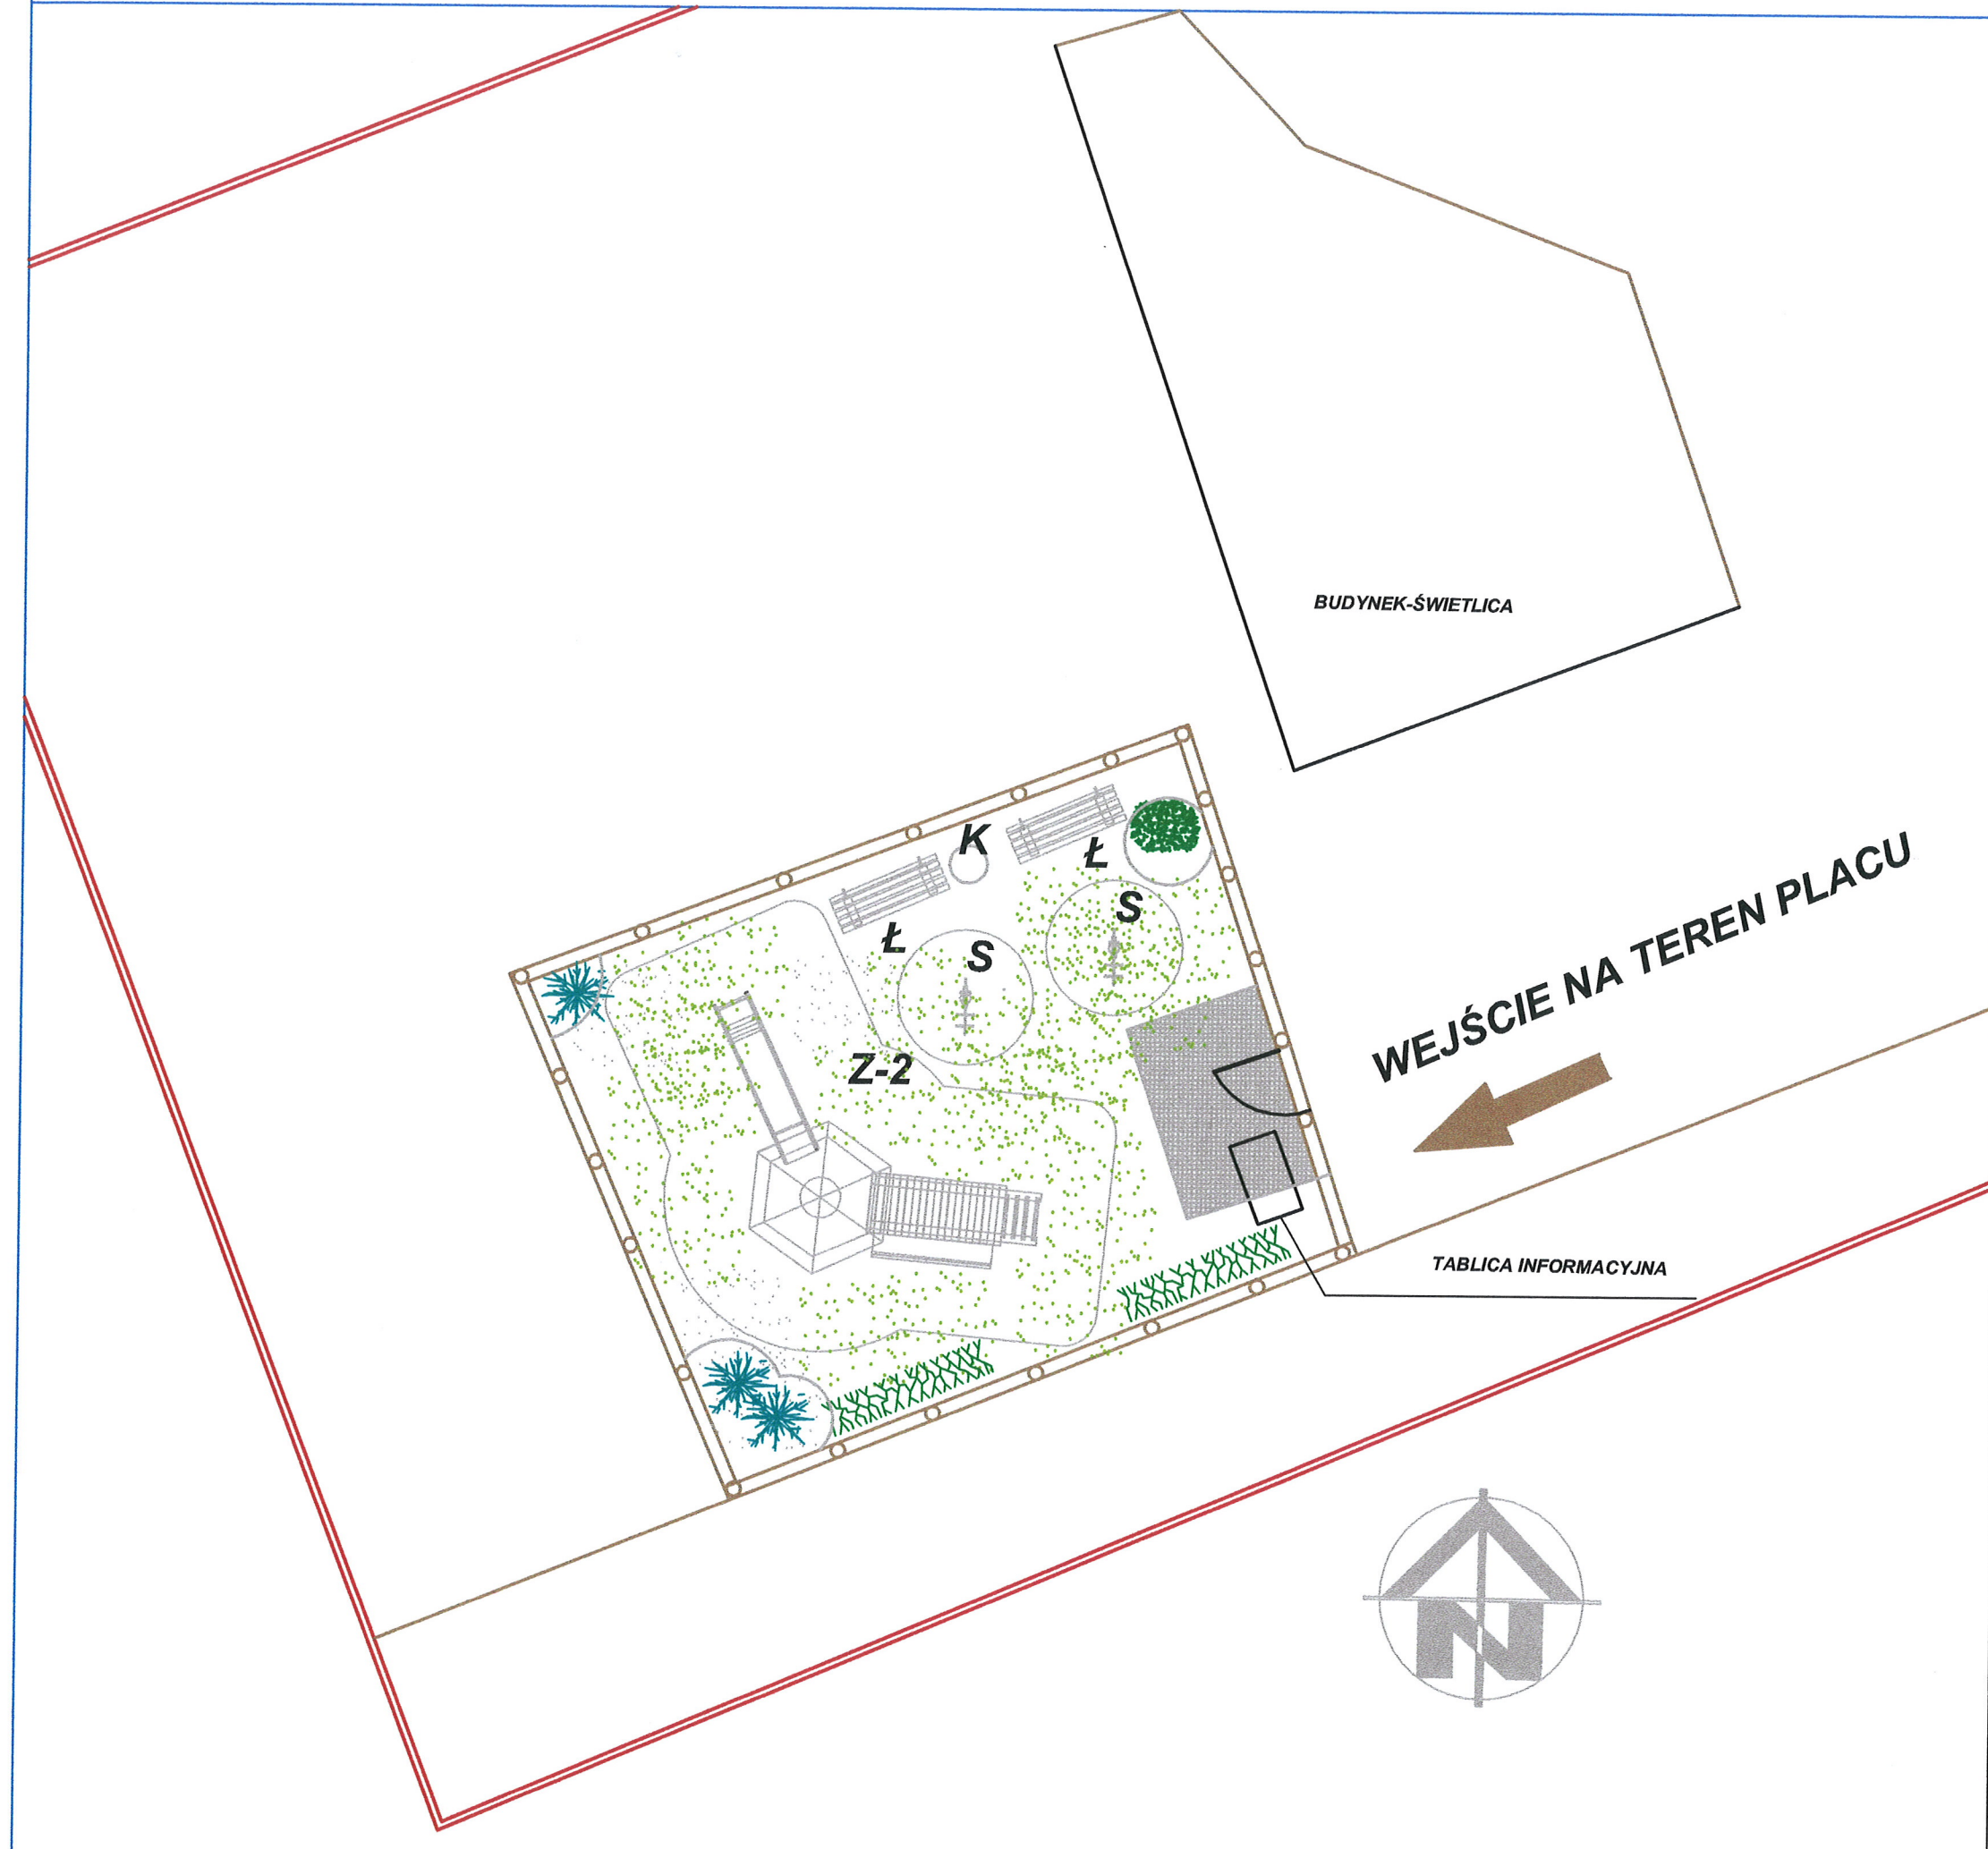 BUDYNEK-ŚWIETLICA
K
Ł
S
Ł
S
WEJŚCIE NA TEREN PLACU
Z-2
TABLICA INFORMACYJNA
N